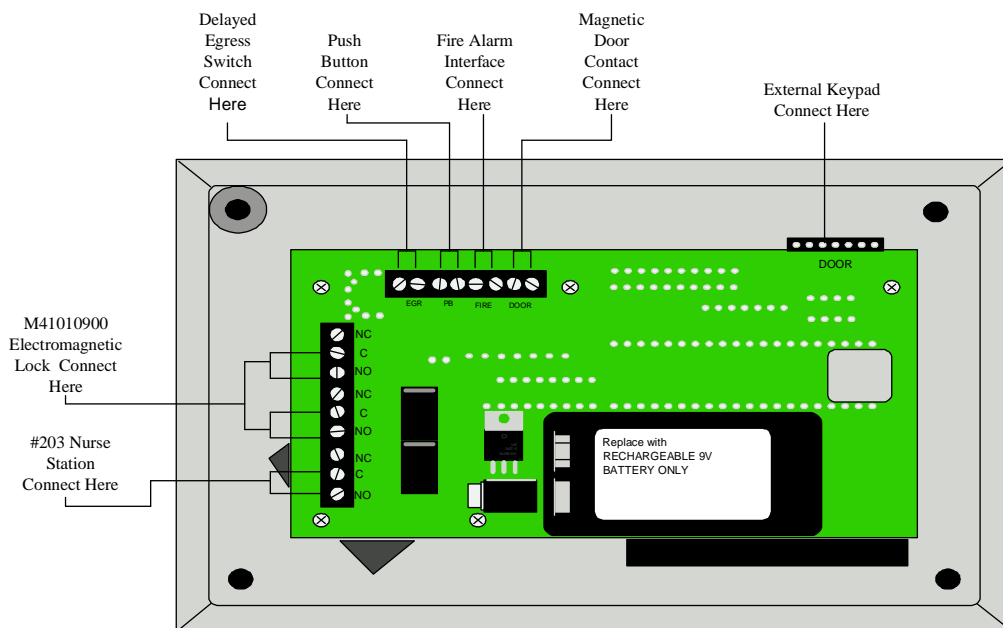 Delayed
Egress
Switch
Connect
Here
Push
Button
Connect
Here
Fire Alarm
Interface
Connect
Here
Magnetic
Door
Contact
Connect
Here
External Keypad
Connect Here
DOOR
EGR
PB
FIRE
DOOR
M41010900
Electromagnetic
Lock Connect
Here
#203 Nurse
Station
Connect Here
NC
C
NO
NC
C
NO
NC
C
NO
Replace with
RECHARGEABLE 9V
BATTERY ONLY